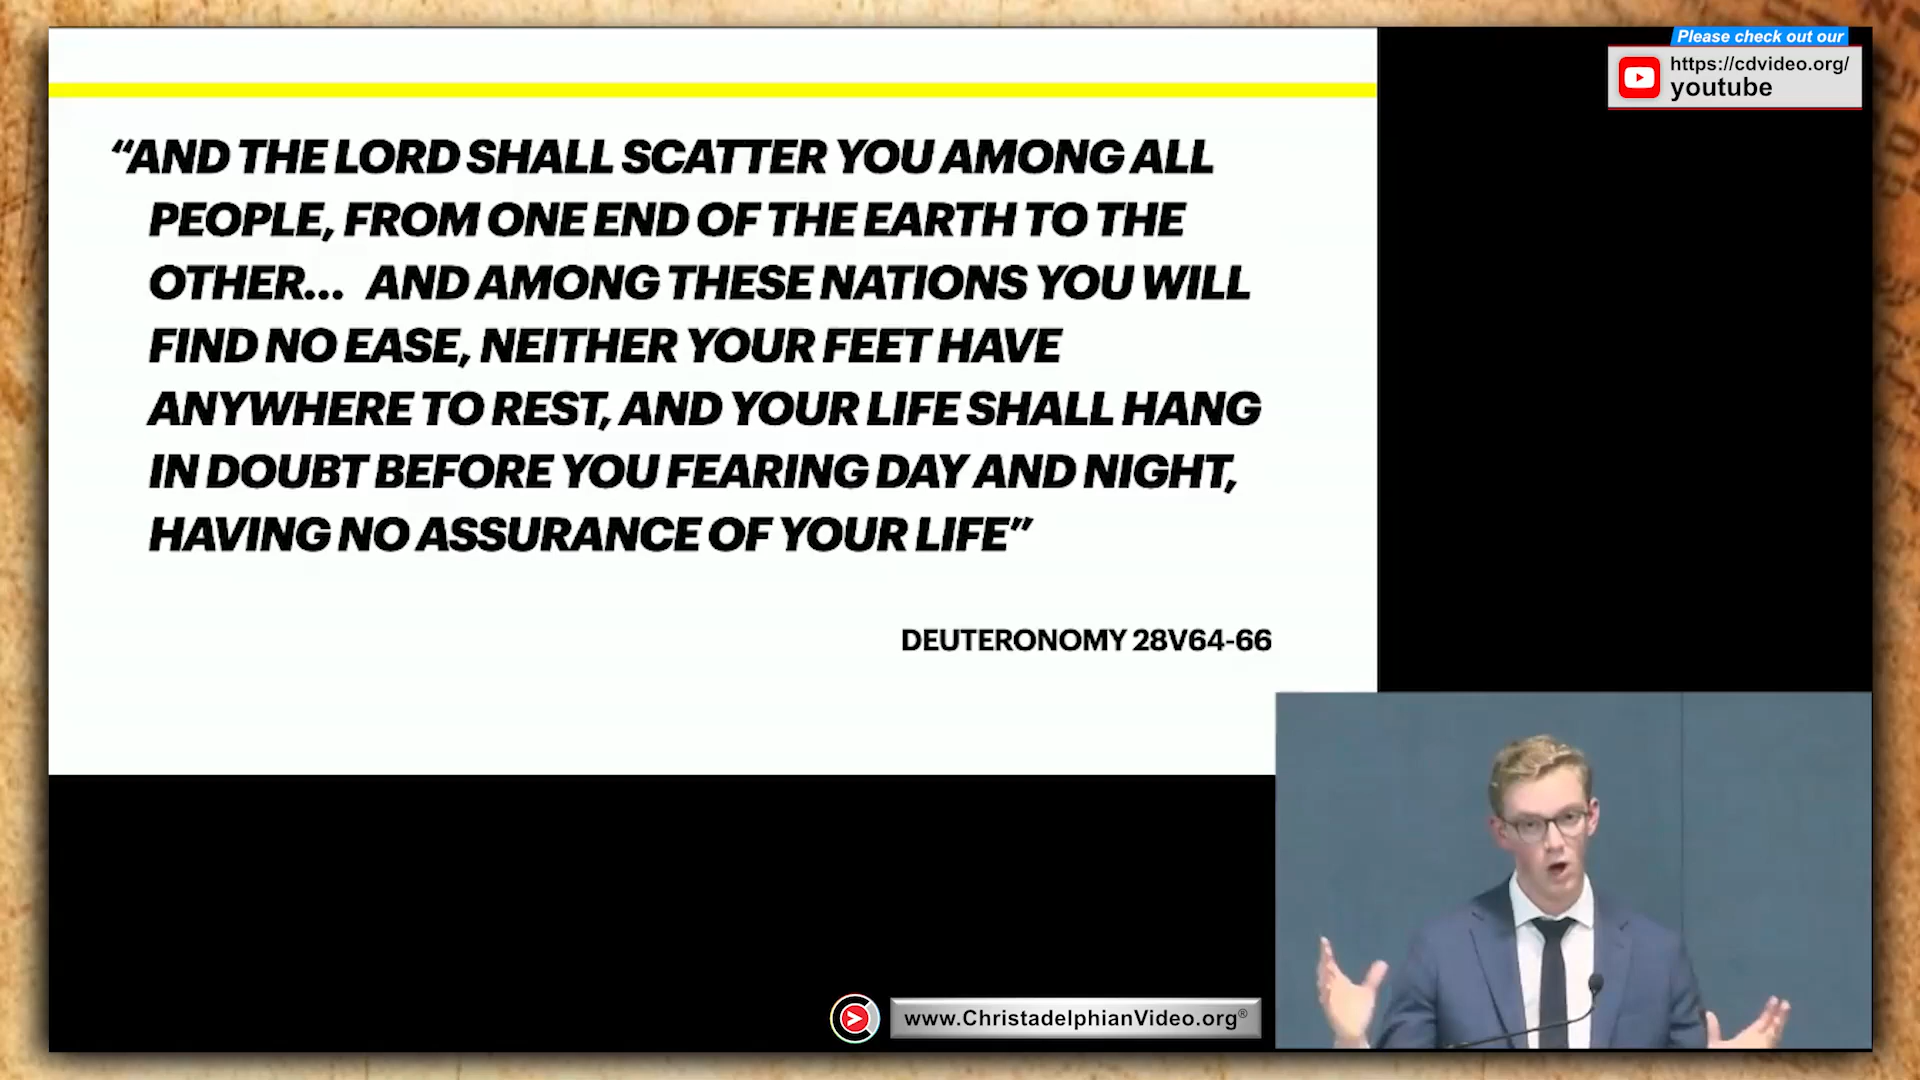 Please check out our
https://cdvideo.org/
youtube
“AND THE LORD SHALL SCATTER YOU AMONG ALL
PEOPLE, FROM ONE END OF THE EARTH TO THE
OTHER... AND AMONG THESE NATIONS YOU WILL
FIND NO EASE, NEITHER YOUR FEET HAVE
ANYWHERE TO REST, AND YOUR LIFE SHALL HANG
IN DOUBT BEFORE YOU FEARING DAY AND NIGHT,
HAVING NO ASSURANCE OF YOUR LIFE”
DEUTERONOMY 28V64-66
www.ChristadelphianVideo.org®